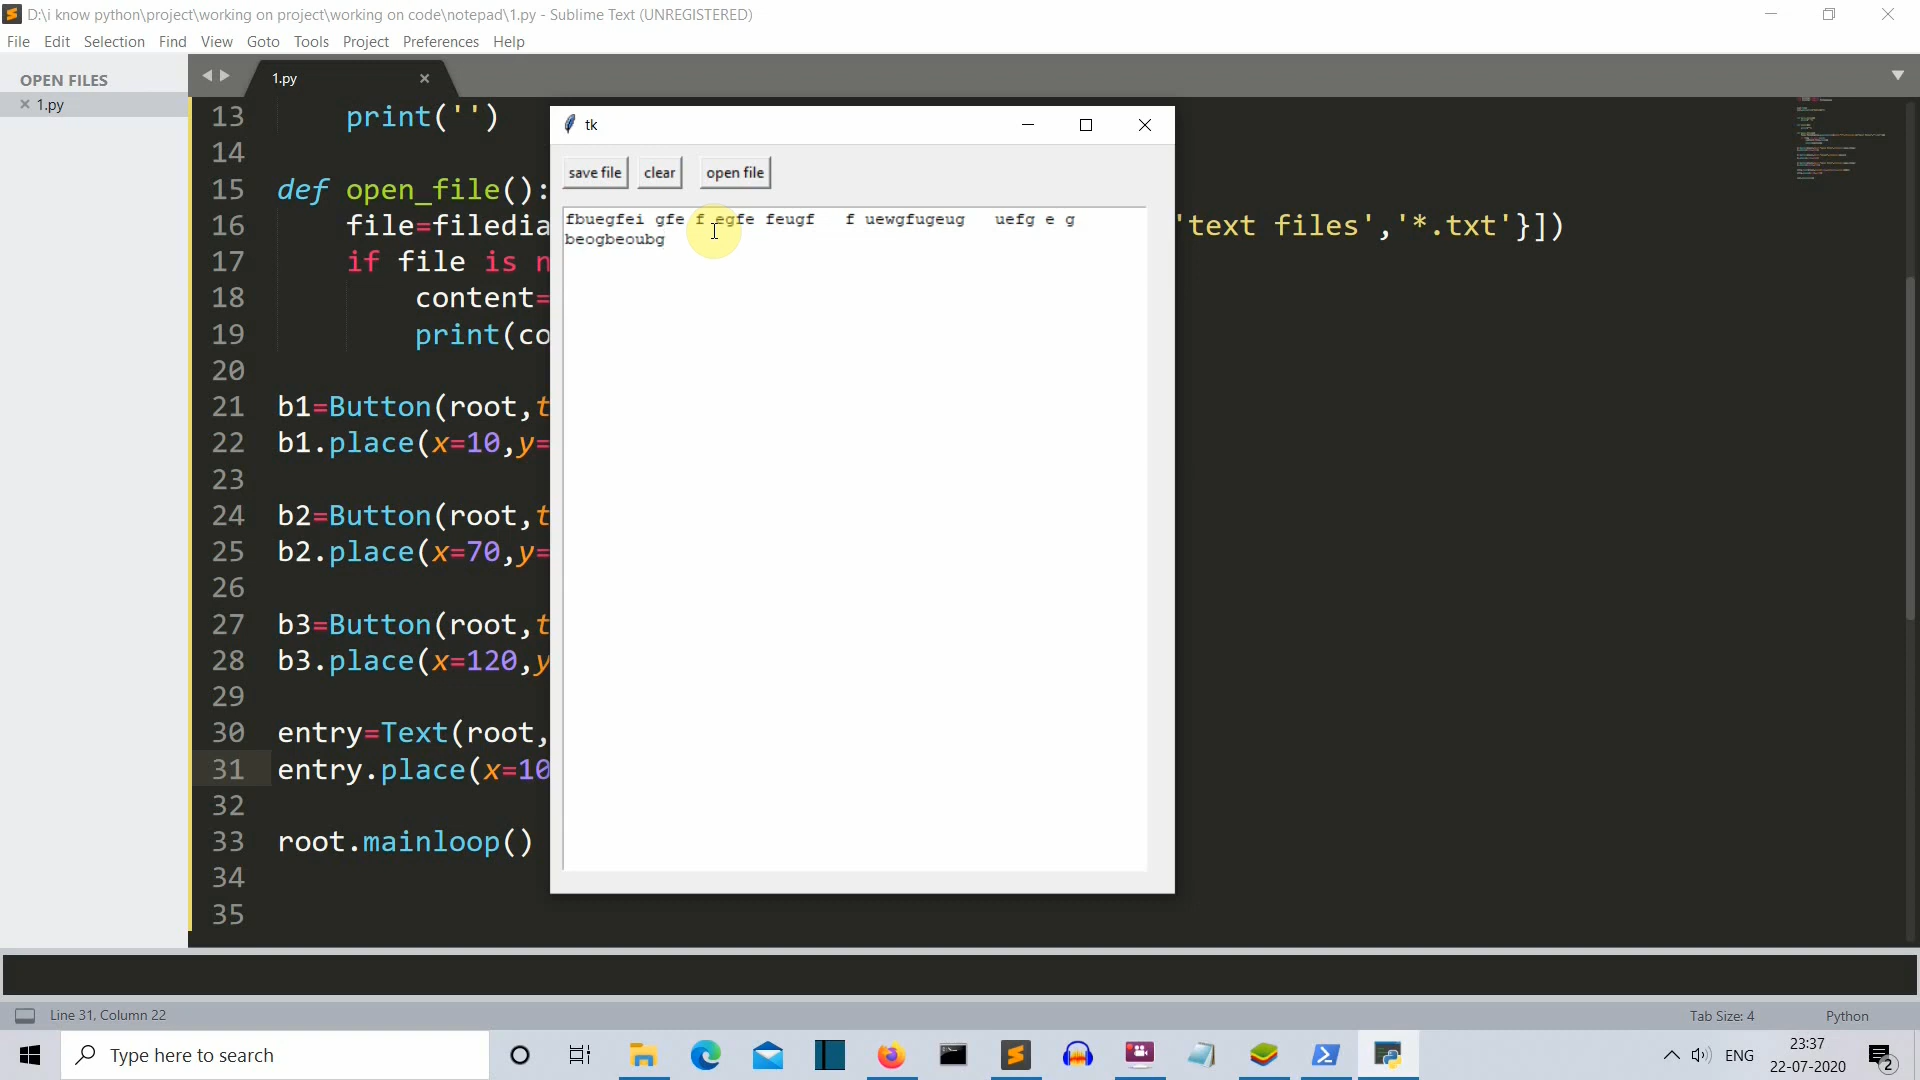 D:\i know python\project\working on project\working on code\notepad\1.py - Sublime Text (UNREGISTERED)
File Edit Selection Find View Goto Tools Project Preferences Help
OPEN FILES
1.py
1.py
13 print('')
14
15 def open_file():
16 file=filedia 'text files','*.txt'}])
17 if file is n
18 content=
19 print(co
20
21 b1=Button(root,t
22 b1.place(x=10,y=
23
24 b2=Button(root,t
25 b2.place(x=70,y=
26
27 b3=Button(root,t
28 b3.place(x=120,y
29
30 entry=Text(root,
31 entry.place(x=10
32
33 root.mainloop()
34
35
tk
save file clear open file
fbuegfei gfe f egfe feugf f uewgfugeug uefg e g
beogbeoubg
Line 31, Column 22
Tab Size: 4 Python
Type here to search
ENG
23:37
22-07-2020
2